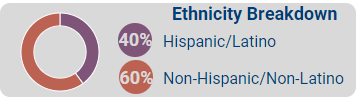 Ethnicity Breakdown
40% Hispanic/Latino
60% Non-Hispanic/Non-Latino